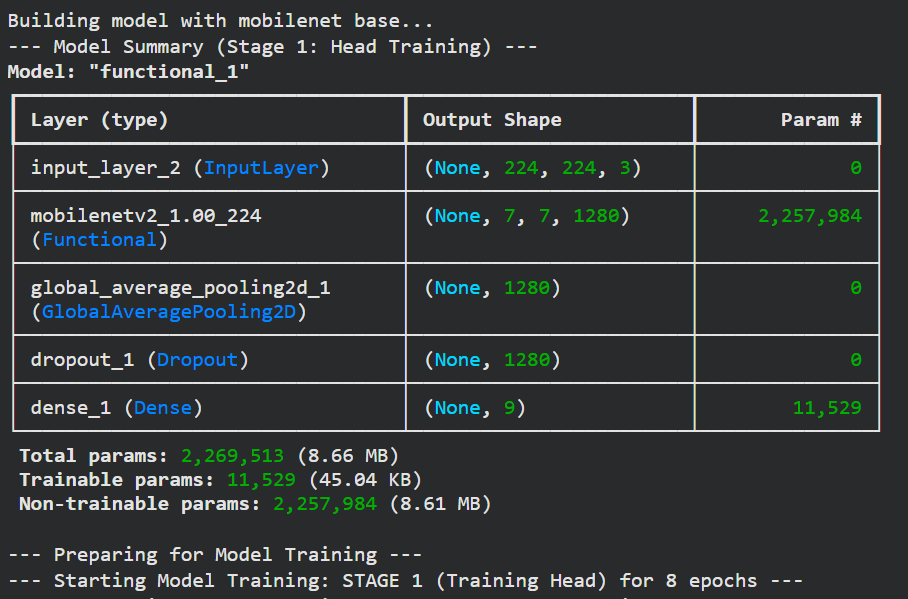 Building model with mobilenet base...
--- Model Summary (Stage 1: Head Training) ---
Model: "functional_1"
Layer (type) Output Shape Param #
input_layer_2 (InputLayer) (None, 224, 224, 3) 0
mobilenetv2_1.00_224 (None, 7, 7, 1280) 2,257,984
(Functional)
global_average_pooling2d_1 (None, 1280) 0
(GlobalAveragePooling2D)
dropout_1 (Dropout) (None, 1280) 0
dense_1 (Dense) (None, 9) 11,529
Total params: 2,269,513 (8.66 MB)
Trainable params: 11,529 (45.04 KB)
Non-trainable params: 2,257,984 (8.61 MB)
--- Preparing for Model Training ---
--- Starting Model Training: STAGE 1 (Training Head) for 8 epochs ---